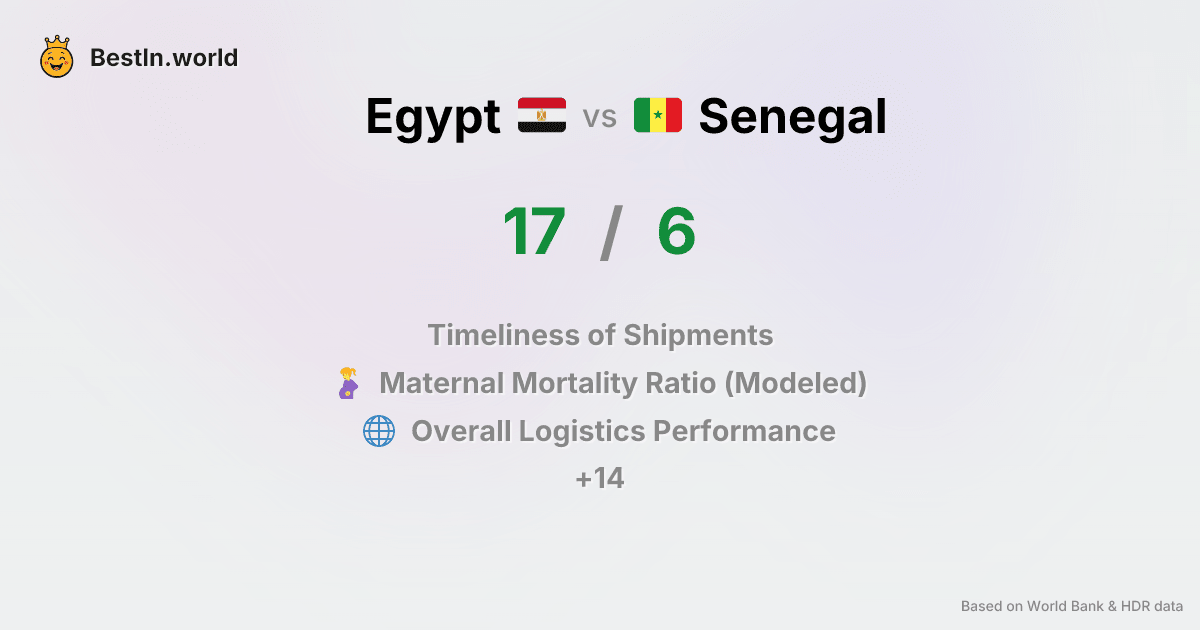 BestIn.world
Egypt vs Senegal
17 / 6
Timeliness of Shipments
Maternal Mortality Ratio (Modeled)
Overall Logistics Performance
+14
Based on World Bank & HDR data